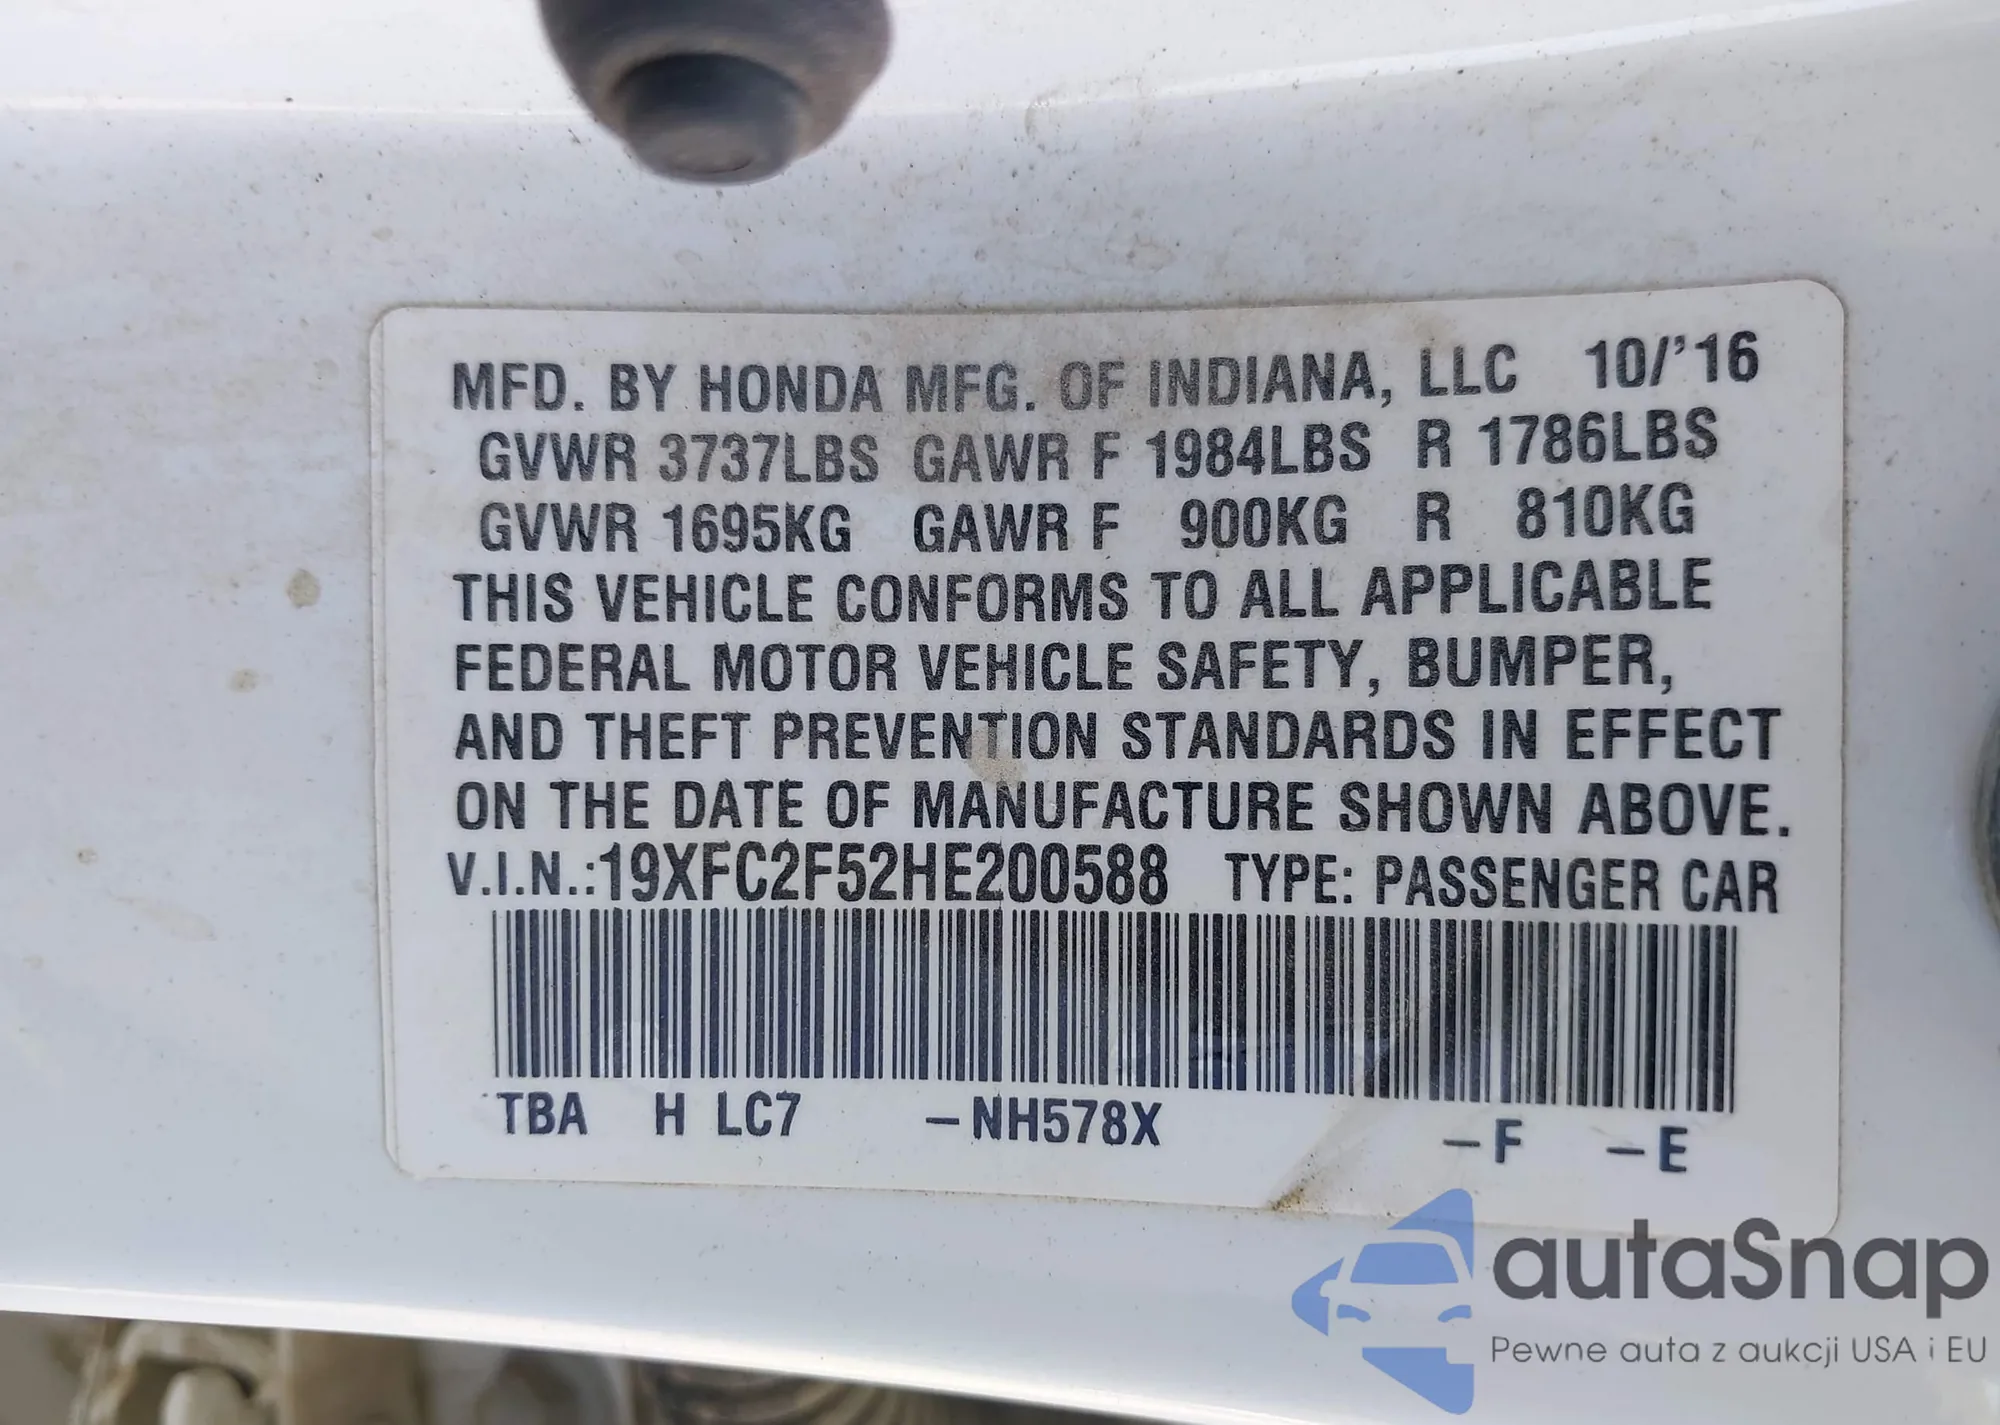 MFD. BY HONDA MFG. OF INDIANA, LLC 10/'16
GVWR 3737LBS GAWR F 1984LBS R 1786LBS
GVWR 1695KG GAWR F 900KG R 810KG
THIS VEHICLE CONFORMS TO ALL APPLICABLE
FEDERAL MOTOR VEHICLE SAFETY, BUMPER,
AND THEFT PREVENTION STANDARDS IN EFFECT
ON THE DATE OF MANUFACTURE SHOWN ABOVE.
V.I.N.:19XFC2F52HE200588 TYPE: PASSENGER CAR
TBA H LC7 –NH578X –F –E
autaSnap
Pewne auta z aukcji USA i EU